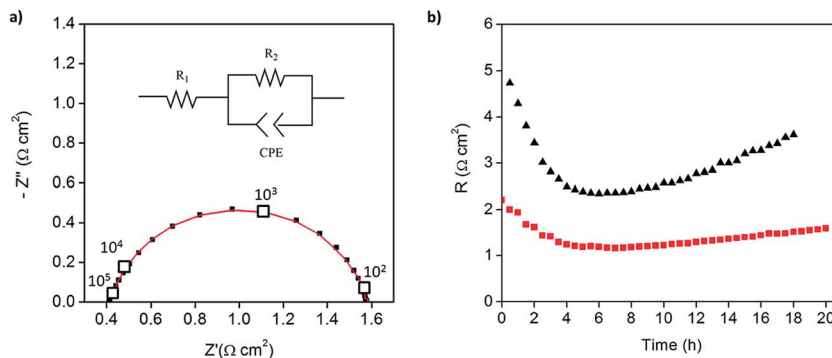 a)
1.4
1.2
1.0
0.8
0.6
0.4
0.2
0.0
- Z" (Ω cm²)
R₁
R₂
CPE
10⁵
10⁴
10³
10²
0.4 0.6 0.8 1.0 1.2 1.4 1.6
Z'(Ω cm²)
b)
6
5
4
3
2
1
0
R (Ω cm²)
0 2 4 6 8 10 12 14 16 18 20
Time (h)